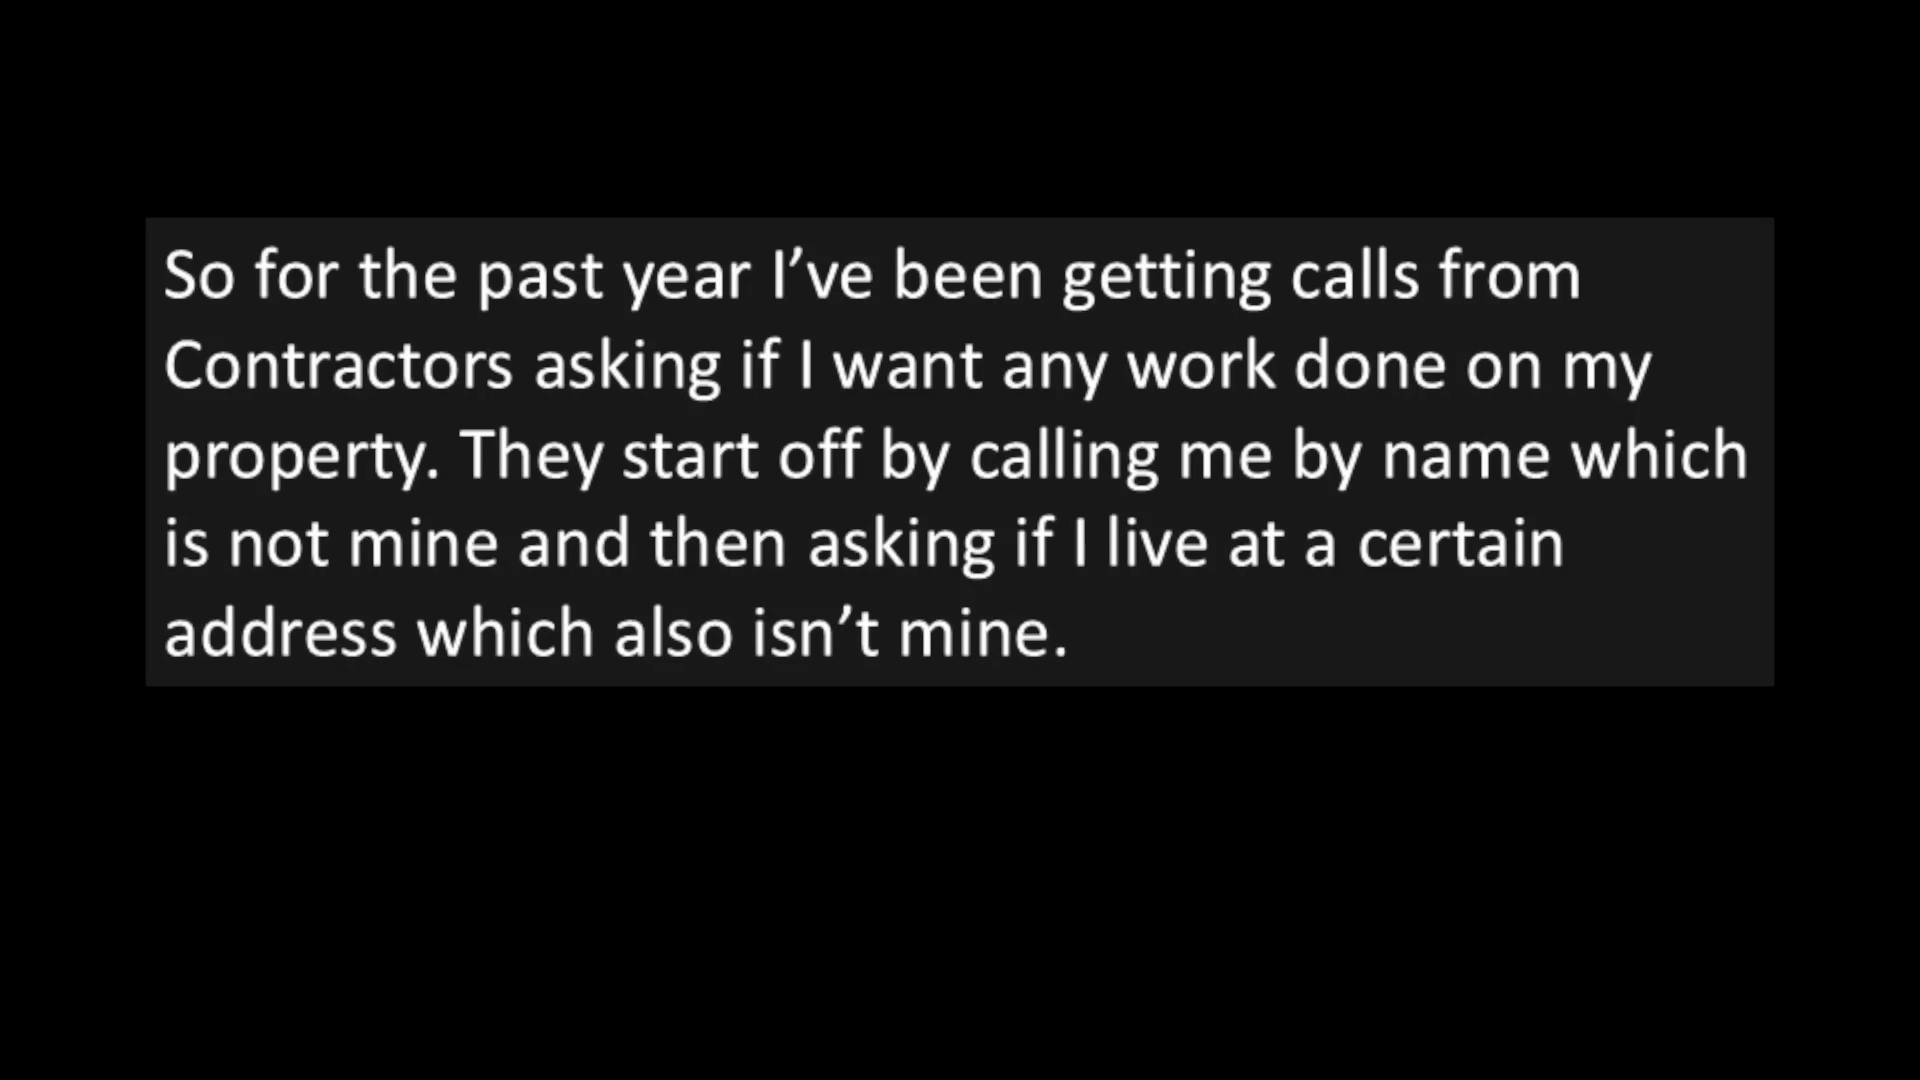 So for the past year I’ve been getting calls from
Contractors asking if I want any work done on my
property. They start off by calling me by name which
is not mine and then asking if I live at a certain
address which also isn’t mine.